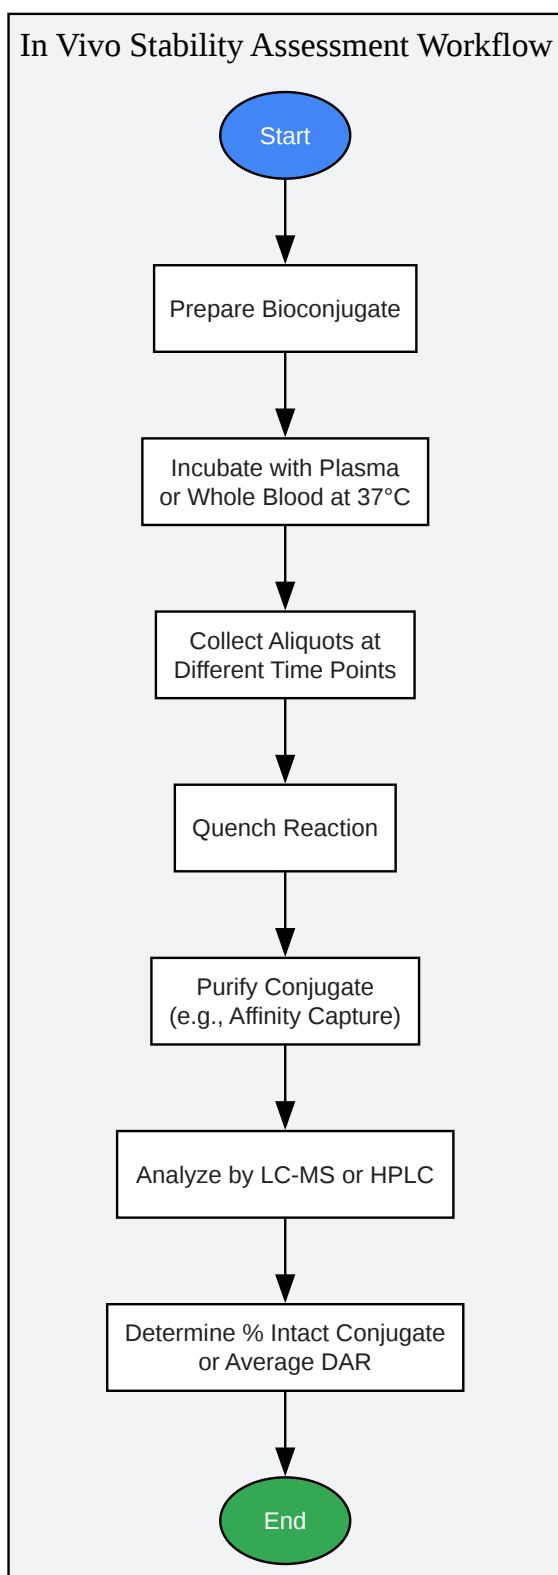 In Vivo Stability Assessment Workflow
Start
Prepare Bioconjugate
Incubate with Plasma
or Whole Blood at 37°C
Collect Aliquots at
Different Time Points
Quench Reaction
Purify Conjugate
(e.g., Affinity Capture)
Analyze by LC-MS or HPLC
Determine % Intact Conjugate
or Average DAR
End